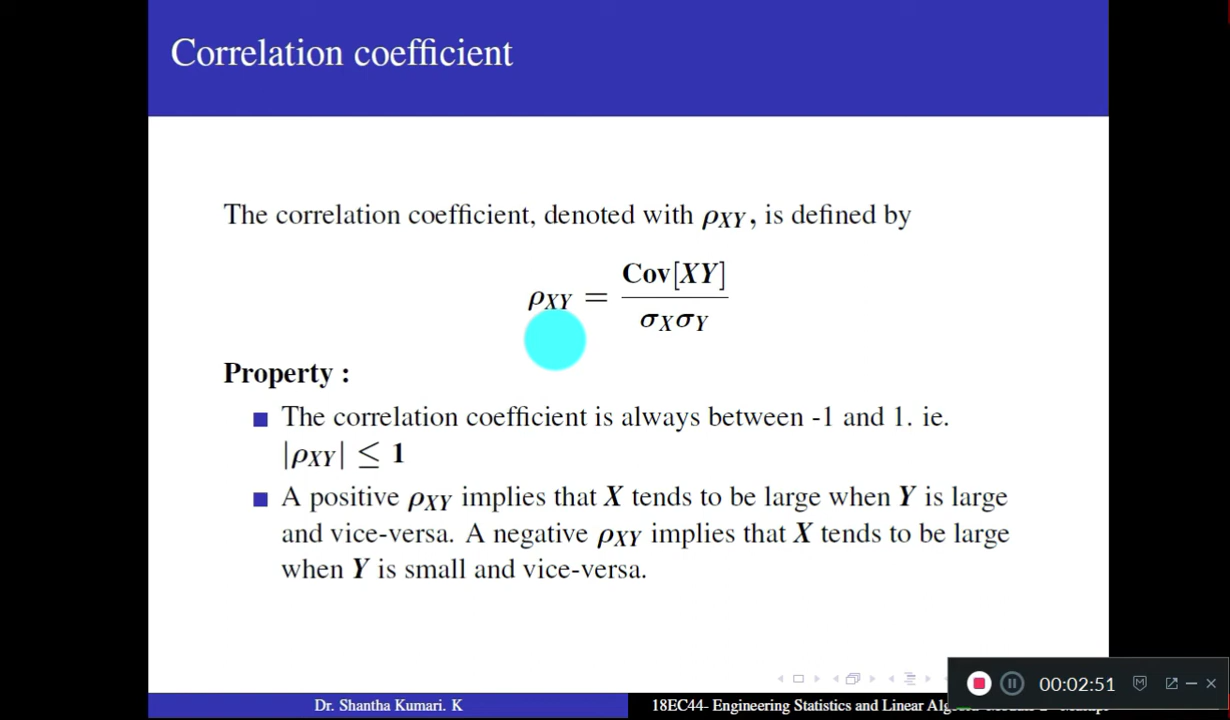 Correlation coefficient
The correlation coefficient, denoted with ρXY, is defined by
ρXY = Cov[XY] / σXσY
Property :
The correlation coefficient is always between -1 and 1. ie.
|ρXY| ≤ 1
A positive ρXY implies that X tends to be large when Y is large
and vice-versa. A negative ρXY implies that X tends to be large
when Y is small and vice-versa.
00:02:51
Dr. Shantha Kumari. K
18EC44- Engineering Statistics and Linear